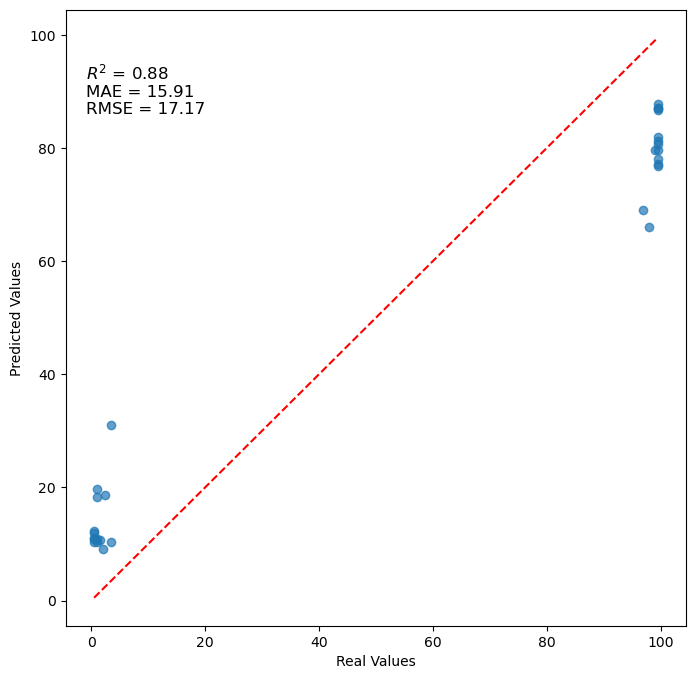 100
R² = 0.88
MAE = 15.91
RMSE = 17.17
80
60
Predicted Values
40
20
0
0 20 40 60 80 100
Real Values